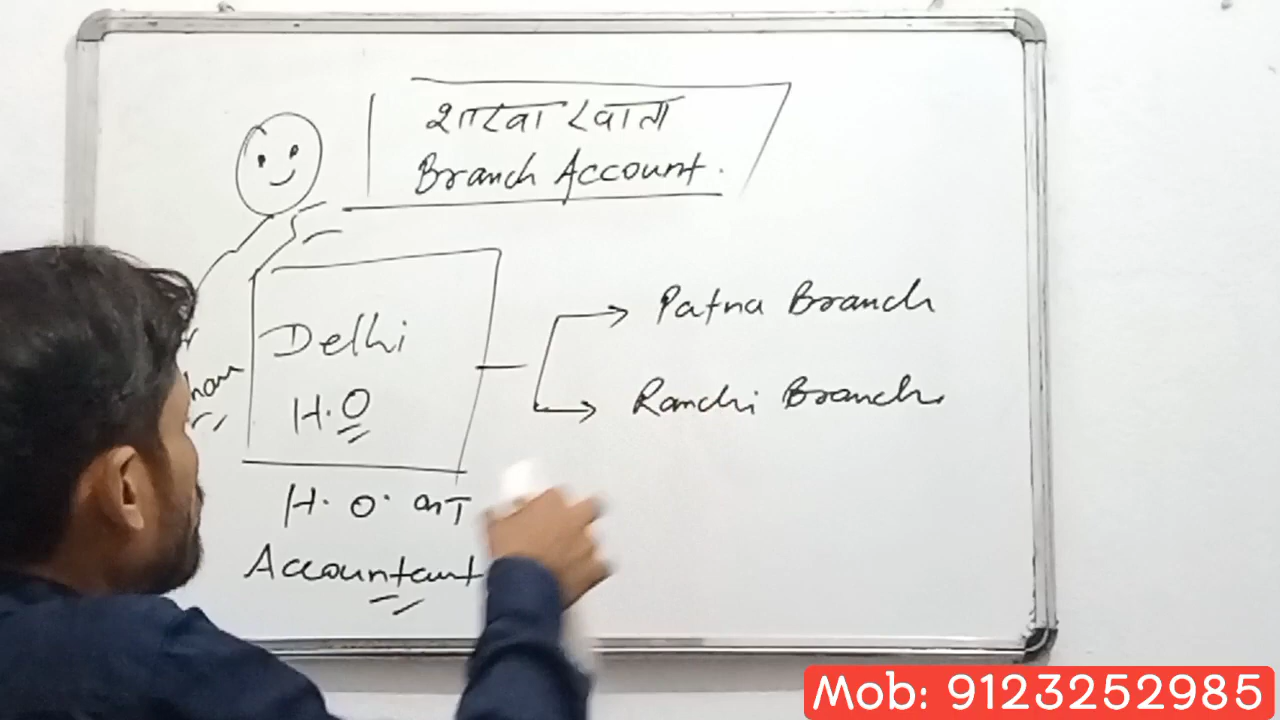 शाखा खाता
Branch Account.
Delhi
H.O
Patna Branch
Ranchi Branch.
H.O. का
Accountant
Mob: 9123252985